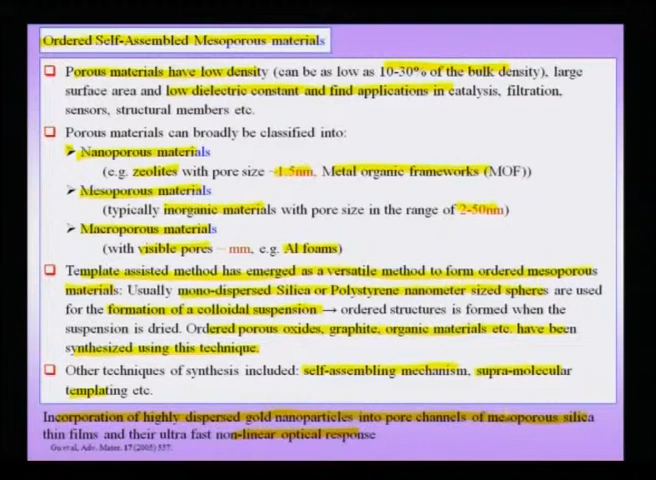 Ordered Self-Assembled Mesoporous materials
Porous materials have low density (can be as low as 10-30% of the bulk density), large
surface area and low dielectric constant and find applications in catalysis, filtration,
sensors, structural members etc.
Porous materials can broadly be classified into:
➤ Nanoporous materials
(e.g. zeolites with pore size ~1.5nm, Metal organic frameworks (MOF))
➤ Mesoporous materials
(typically inorganic materials with pore size in the range of 2-50nm)
➤ Macroporous materials
(with visible pores ~ mm, e.g. Al foams)
Template assisted method has emerged as a versatile method to form ordered mesoporous
materials: Usually mono-dispersed Silica or Polystyrene nanometer sized spheres are used
for the formation of a colloidal suspension → ordered structures is formed when the
suspension is dried. Ordered porous oxides, graphite, organic materials etc. have been
synthesized using this technique.
Other techniques of synthesis included: self-assembling mechanism, supra-molecular
templating etc.
Incorporation of highly dispersed gold nanoparticles into pore channels of mesoporous silica
thin films and their ultra fast non-linear optical response
Gu et al, Adv. Mater. 17 (2005) 557.